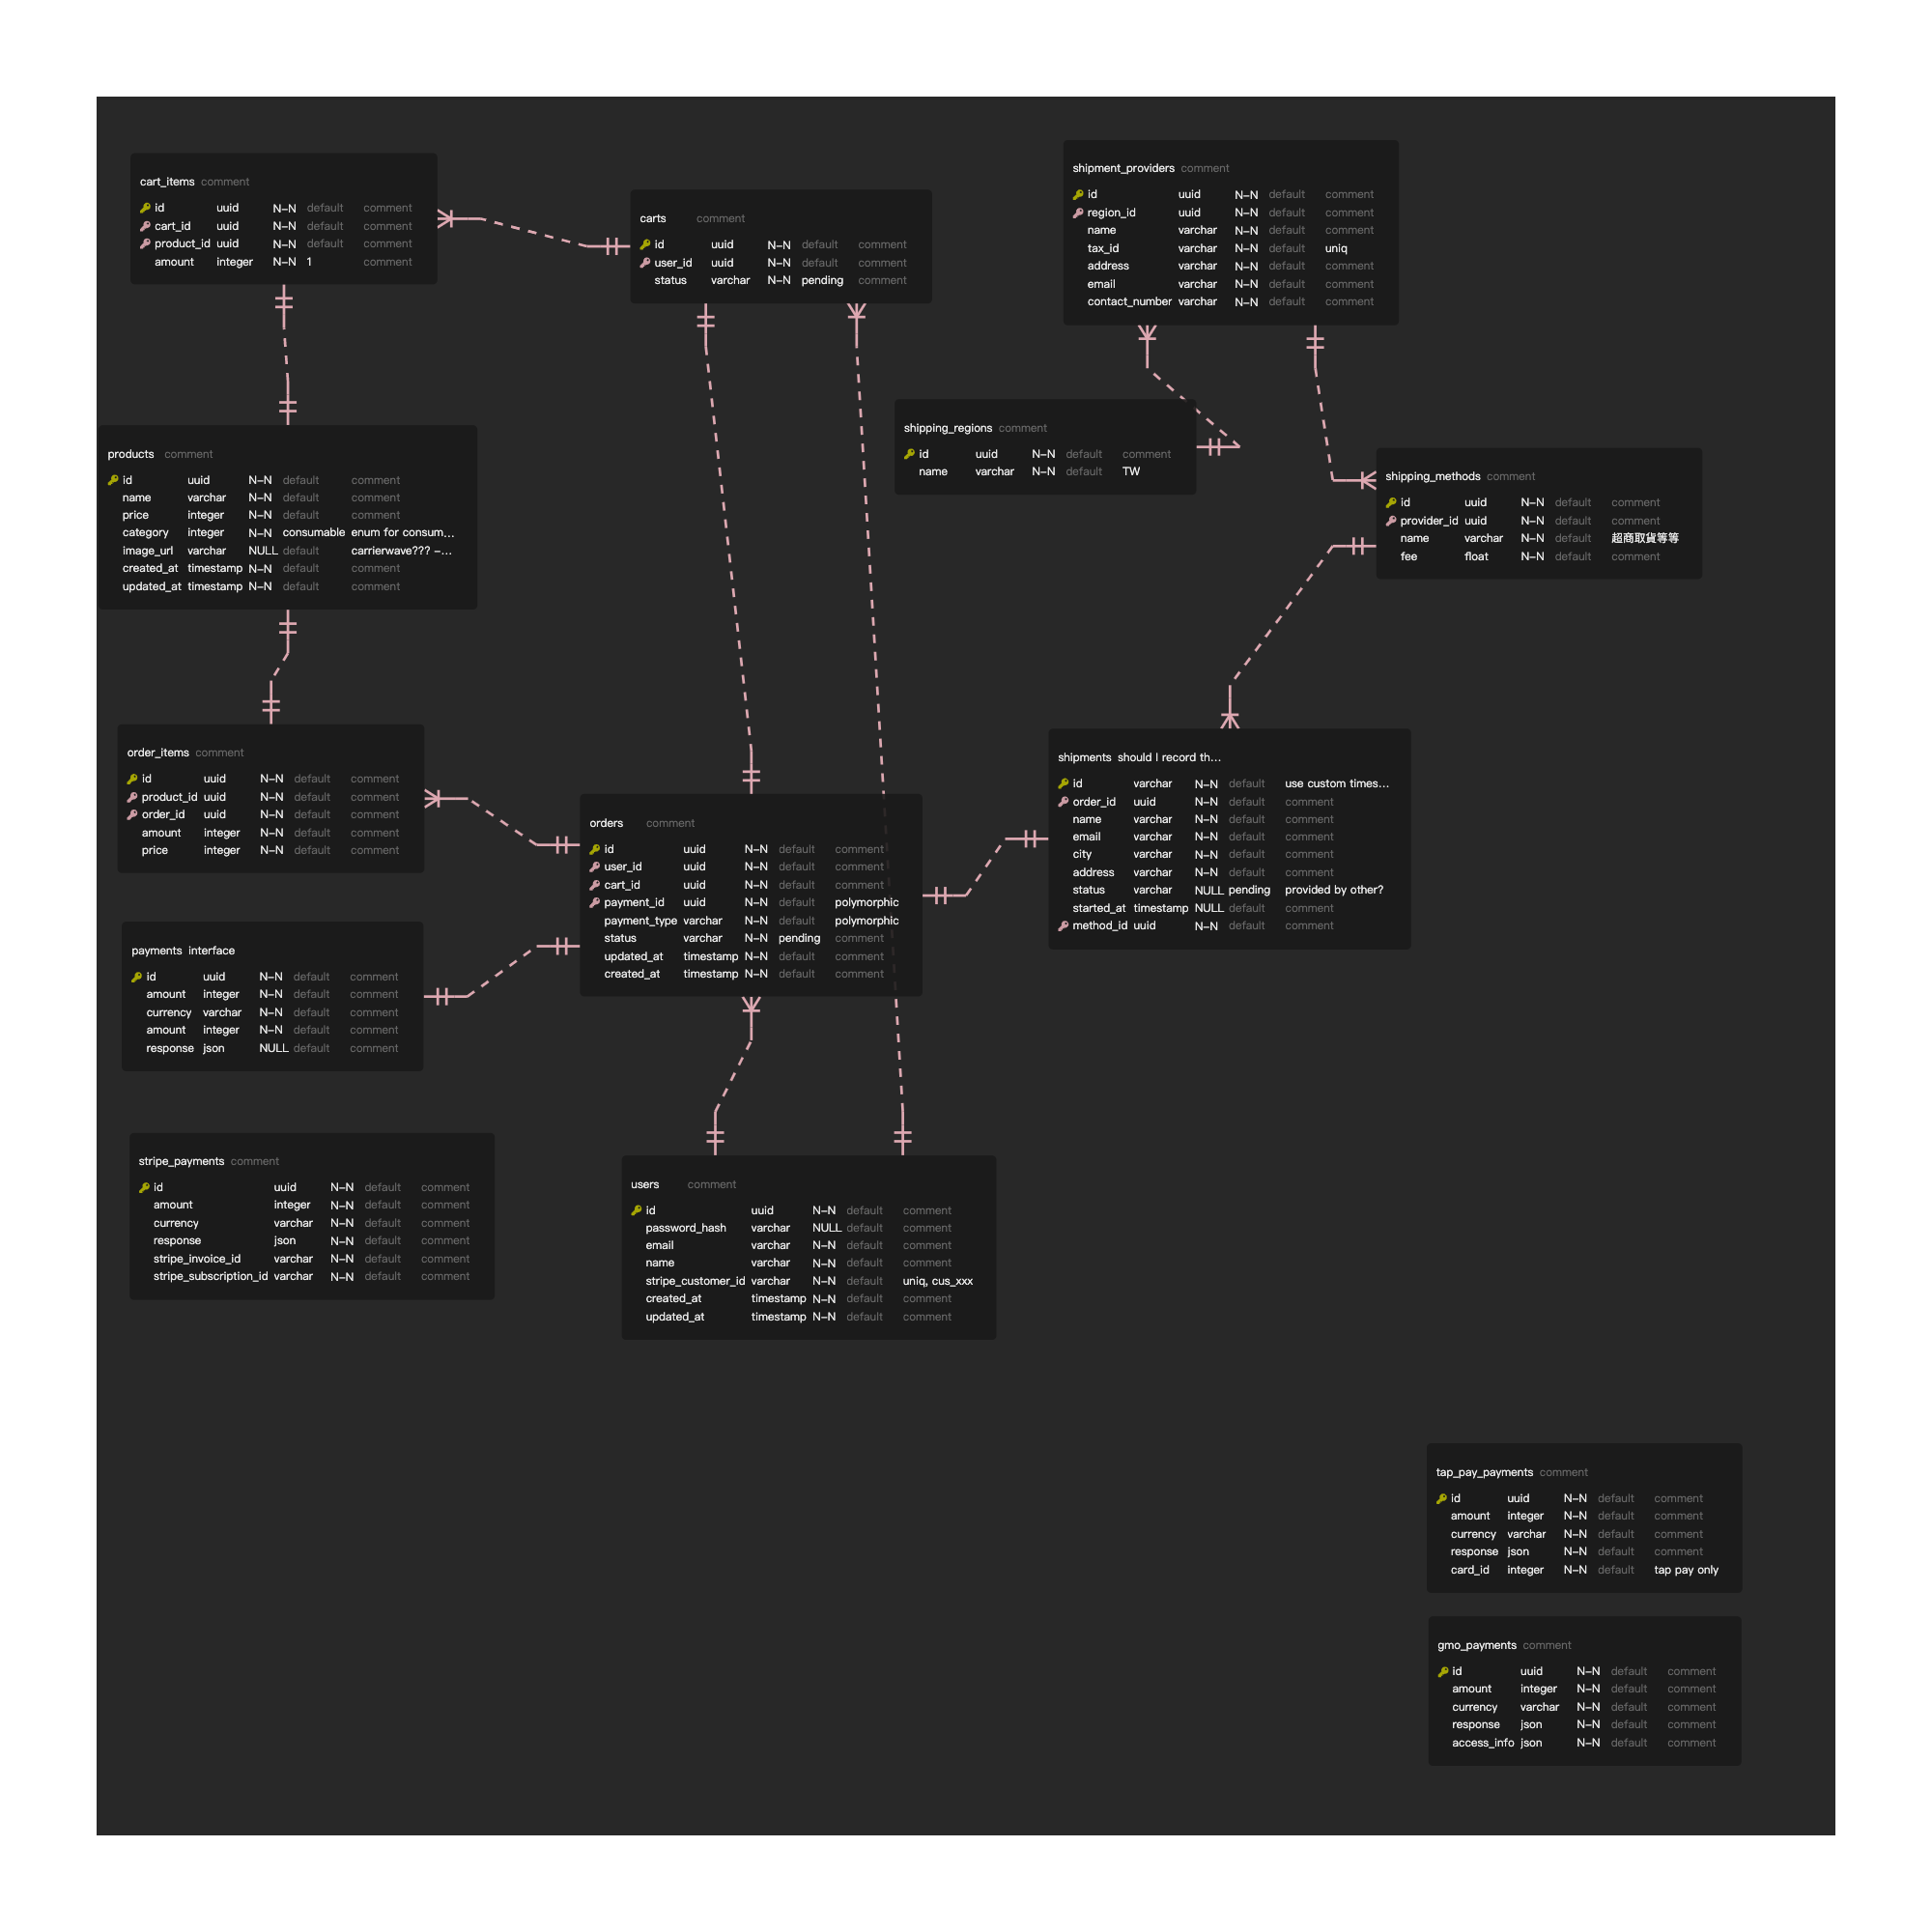 cart_items comment
id uuid N-N default comment
cart_id uuid N-N default comment
product_id uuid N-N default comment
amount integer N-N 1 comment
carts comment
id uuid N-N default comment
user_id uuid N-N default comment
status varchar N-N pending comment
shipment_providers comment
id uuid N-N default comment
region_id uuid N-N default comment
name varchar N-N default comment
tax_id varchar N-N default uniq
address varchar N-N default comment
email varchar N-N default comment
contact_number varchar N-N default comment
products comment
id uuid N-N default comment
name varchar N-N default comment
price integer N-N default comment
category integer N-N consumable enum for consum...
image_url varchar NULL default carrierwave??? -...
created_at timestamp N-N default comment
updated_at timestamp N-N default comment
shipping_regions comment
id uuid N-N default comment
name varchar N-N default TW
shipping_methods comment
id uuid N-N default comment
provider_id uuid N-N default comment
name varchar N-N default 超商取貨等等
fee float N-N default comment
order_items comment
id uuid N-N default comment
product_id uuid N-N default comment
order_id uuid N-N default comment
amount integer N-N default comment
price integer N-N default comment
orders comment
id uuid N-N default comment
user_id uuid N-N default comment
cart_id uuid N-N default comment
payment_id uuid N-N default polymorphic
payment_type varchar N-N default polymorphic
status varchar N-N pending comment
updated_at timestamp N-N default comment
created_at timestamp N-N default comment
shipments should I record th...
id varchar N-N default use custom times...
order_id uuid N-N default comment
name varchar N-N default comment
email varchar N-N default comment
city varchar N-N default comment
address varchar N-N default comment
status varchar NULL pending provided by other?
started_at timestamp NULL default comment
method_id uuid N-N default comment
payments interface
id uuid N-N default comment
amount integer N-N default comment
currency varchar N-N default comment
amount integer N-N default comment
response json NULL default comment
stripe_payments comment
id uuid N-N default comment
amount integer N-N default comment
currency varchar N-N default comment
response json N-N default comment
stripe_invoice_id varchar N-N default comment
stripe_subscription_id varchar N-N default comment
users comment
id uuid N-N default comment
password_hash varchar NULL default comment
email varchar N-N default comment
name varchar N-N default comment
stripe_customer_id varchar N-N default uniq, cus_xxx
created_at timestamp N-N default comment
updated_at timestamp N-N default comment
tap_pay_payments comment
id uuid N-N default comment
amount integer N-N default comment
currency varchar N-N default comment
response json N-N default comment
card_id integer N-N default tap pay only
gmo_payments comment
id uuid N-N default comment
amount integer N-N default comment
currency varchar N-N default comment
response json N-N default comment
access_info json N-N default comment